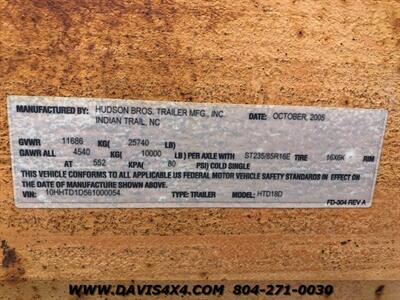 MANUFACTURED BY: HUDSON BROS. TRAILER MFG., INC. DATE: OCTOBER, 2005
INDIAN TRAIL, NC
GVWR 11686 KG( 25740 LB)
GAWR ALL 4540 KG( 10000 LB) PER AXLE WITH ST235/85R16E TIRE 16X6K RIM
AT 552 KPA( 80 PSI) COLD SINGLE
THIS VEHICLE CONFORMS TO ALL APPLICABLE US FEDERAL MOTOR VEHICLE SAFETY STANDARDS IN EFFECT ON
THE DATE OF MANUFACTURE SHOWN ABOVE.
VIN: 10HHTD1D561000054 TYPE: TRAILER MODEL: HTD18D
FD-004 REV A
WWW.DAVIS4X4.COM 804-271-0030